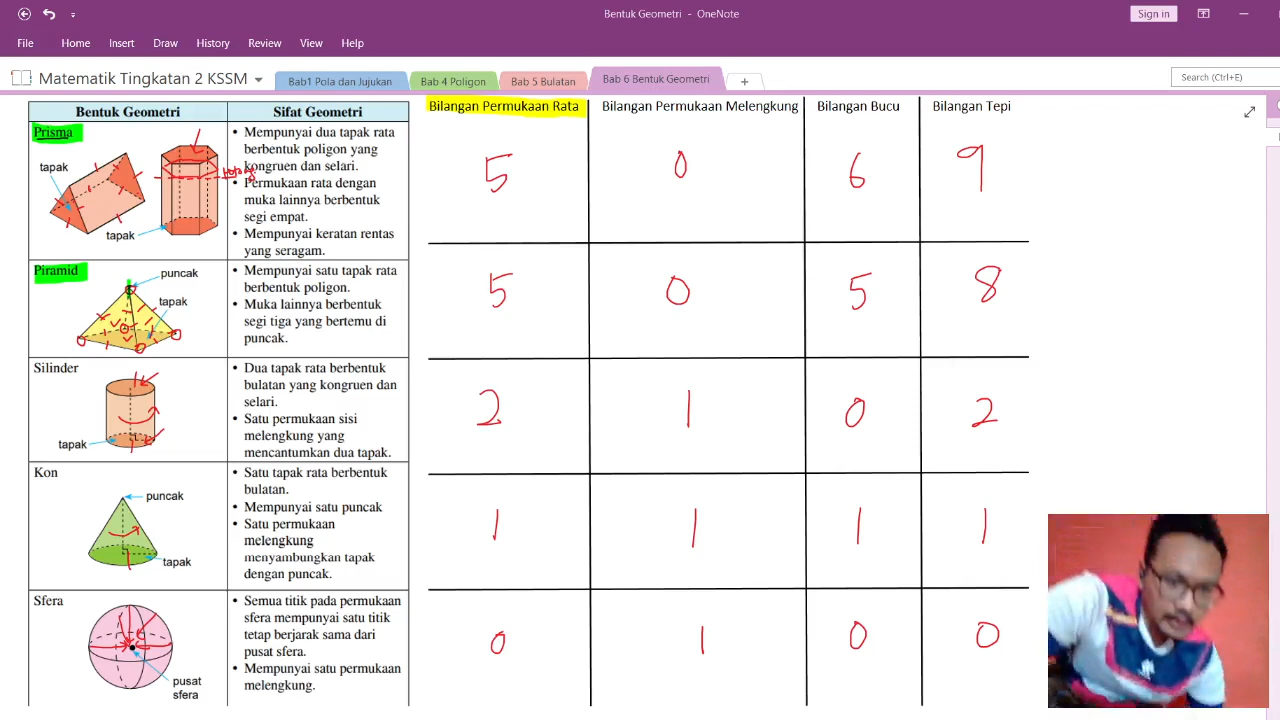 Bentuk Geometri - OneNote
Sign in
File Home Insert Draw History Review View Help
Matematik Tingkatan 2 KSSM
Bab1 Pola dan Jujukan
Bab 4 Poligon
Bab 5 Bulatan
Bab 6 Bentuk Geometri
+
Search (Ctrl+E)
Bentuk Geometri
Sifat Geometri
Bilangan Permukaan Rata
Bilangan Permukaan Melengkung
Bilangan Bucu
Bilangan Tepi
Prisma
tapak
tapak
• Mempunyai dua tapak rata
berbentuk poligon yang
kongruen dan selari.
• Permukaan rata dengan
muka lainnya berbentuk
segi empat.
• Mempunyai keratan rentas
yang seragam.
5
0
6
9
Piramid
puncak
tapak
• Mempunyai satu tapak rata
berbentuk poligon.
• Muka lainnya berbentuk
segi tiga yang bertemu di
puncak.
5
0
5
8
Silinder
tapak
• Dua tapak rata berbentuk
bulatan yang kongruen dan
selari.
• Satu permukaan sisi
melengkung yang
mencantumkan dua tapak.
2
1
0
2
Kon
puncak
tapak
• Satu tapak rata berbentuk
bulatan.
• Mempunyai satu puncak
• Satu permukaan
melengkung
menyambungkan tapak
dengan puncak.
1
1
1
1
Sfera
pusat
sfera
• Semua titik pada permukaan
sfera mempunyai satu titik
tetap berjarak sama dari
pusat sfera.
• Mempunyai satu permukaan
melengkung.
0
1
0
0